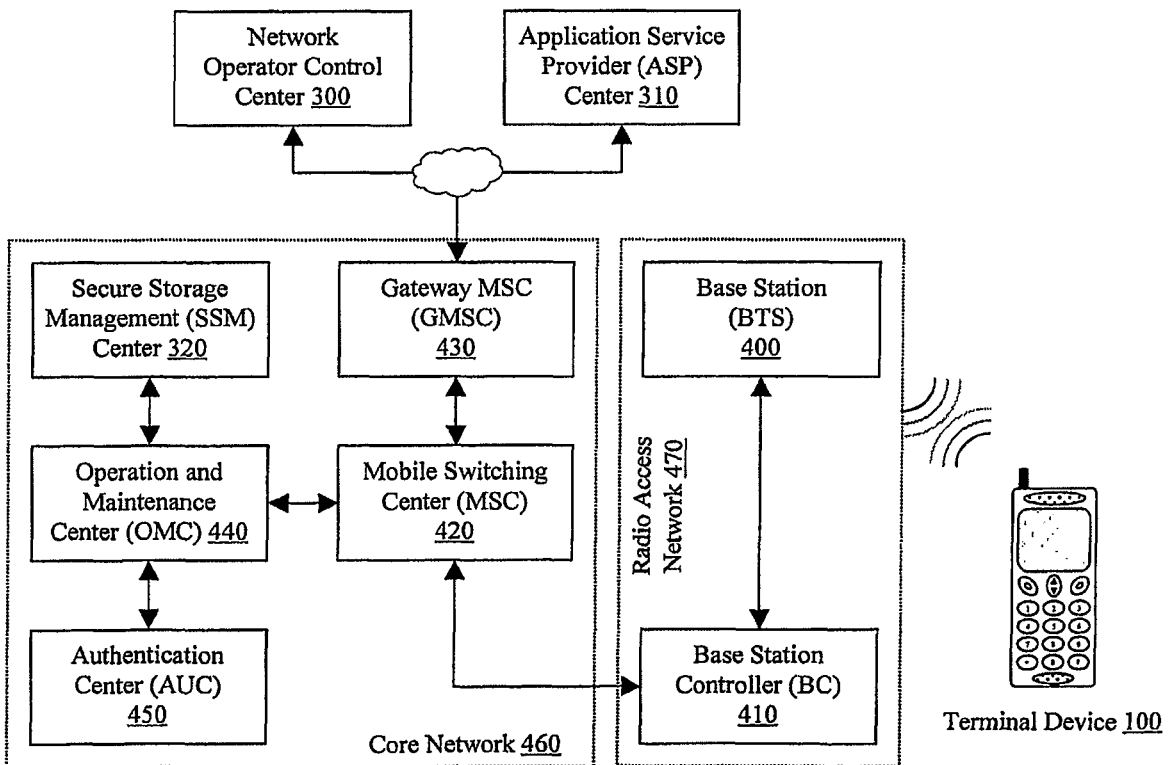 Network
Operator Control
Center 300
Application Service
Provider (ASP)
Center 310
Secure Storage
Management (SSM)
Center 320
Gateway MSC
(GMSC)
430
Base Station
(BTS)
400
Operation and
Maintenance
Center (OMC) 440
Mobile Switching
Center (MSC)
420
Radio Access
Network 470
Authentication
Center (AUC)
450
Base Station
Controller (BC)
410
Core Network 460
Terminal Device 100